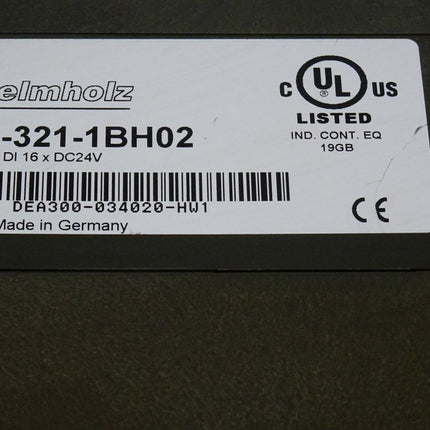 elmholz
-321-1BH02
DI 16 x DC24V
DEA300-034020-HW1
Made in Germany
C UL US
LISTED
IND. CONT. EQ
19GB
CE